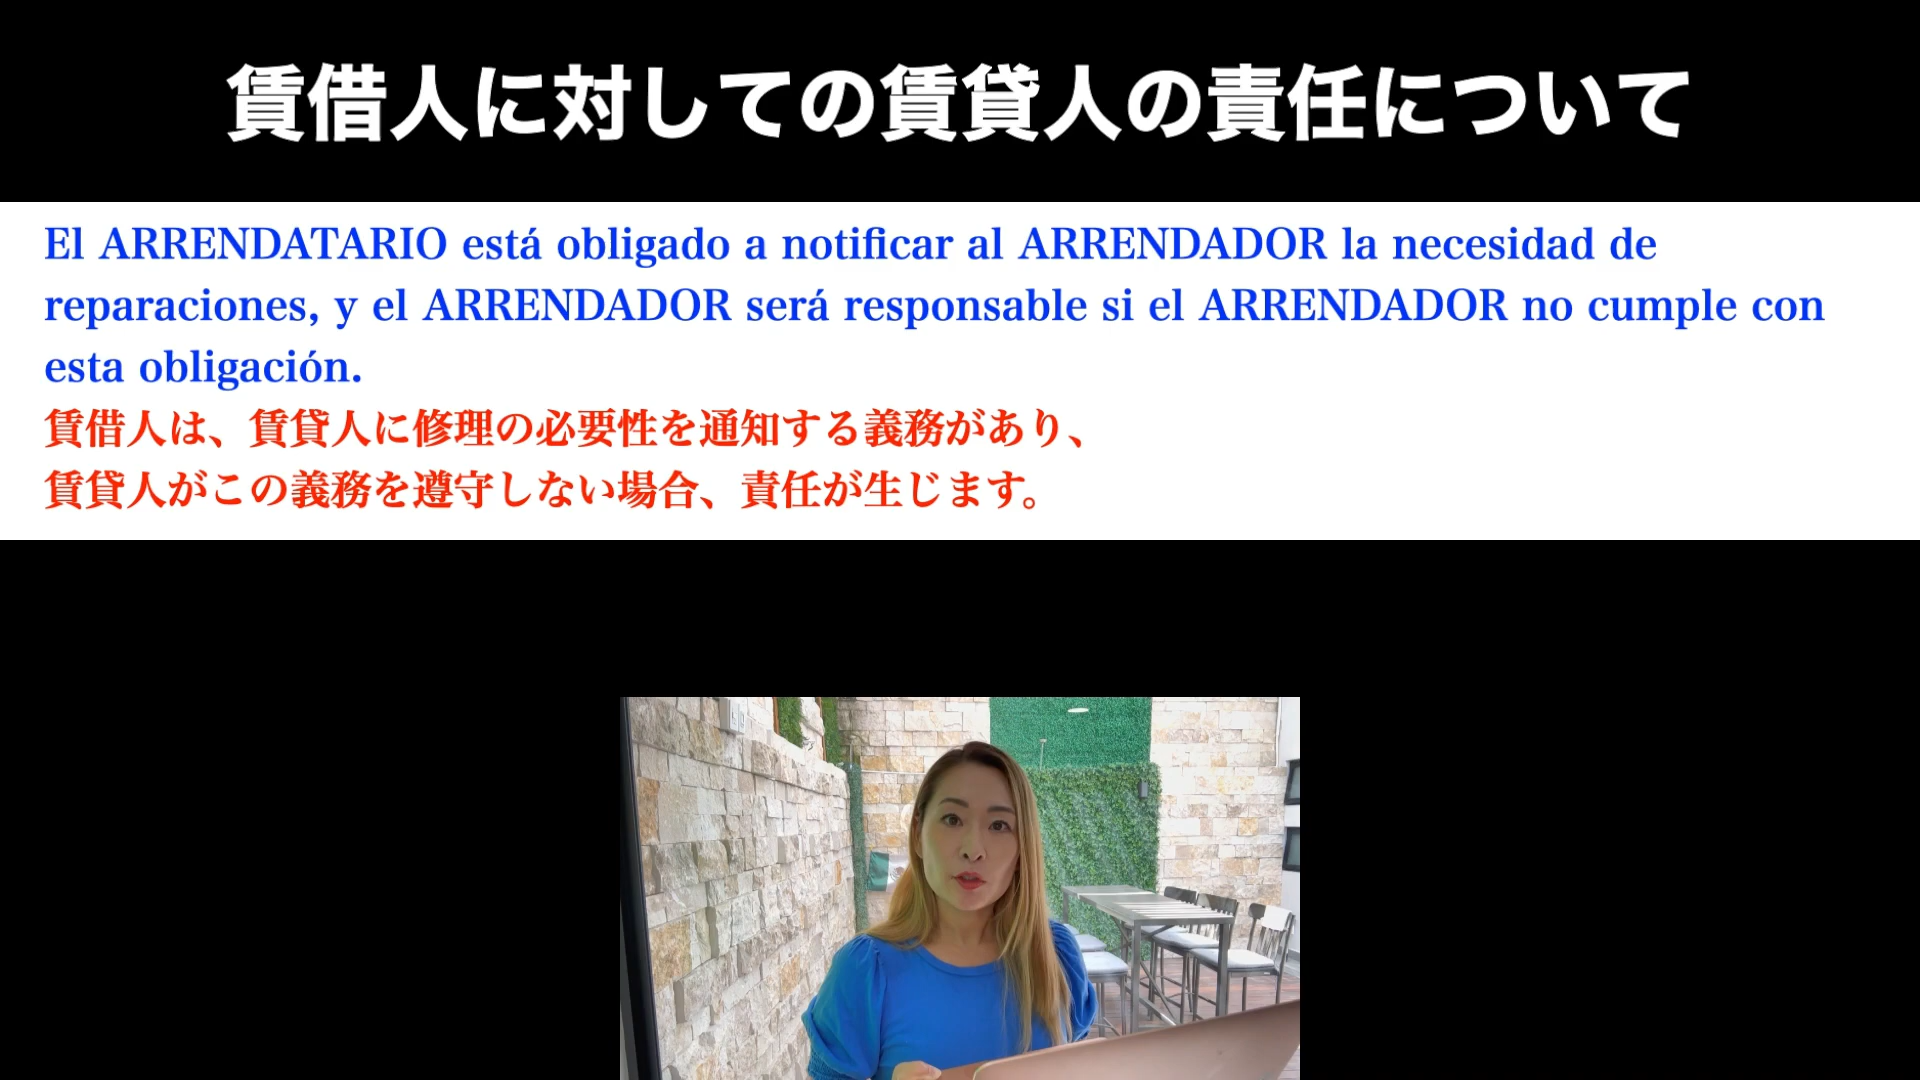 賃借人に対しての賃貸人の責任について
El ARRENDATARIO está obligado a notificar al ARRENDADOR la necesidad de
reparaciones, y el ARRENDADOR será responsable si el ARRENDADOR no cumple con
esta obligación.
賃借人は、賃貸人に修理の必要性を通知する義務があり、
賃貸人がこの義務を遵守しない場合、責任が生じます。